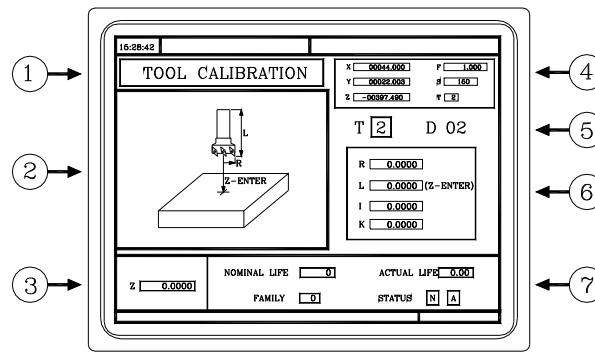 15:28:42
TOOL CALIBRATION
X 00044.000 F 1.000
Y 00022.003 S 150
Z -00397.490 T 2
T 2 D 02
L
R
Z-ENTER
R 0.0000
L 0.0000 (Z-ENTER)
I 0.0000
K 0.0000
Z 0.0000
NOMINAL LIFE 0 ACTUAL LIFE 0.00
FAMILY 0 STATUS N A
1
2
3
4
5
6
7